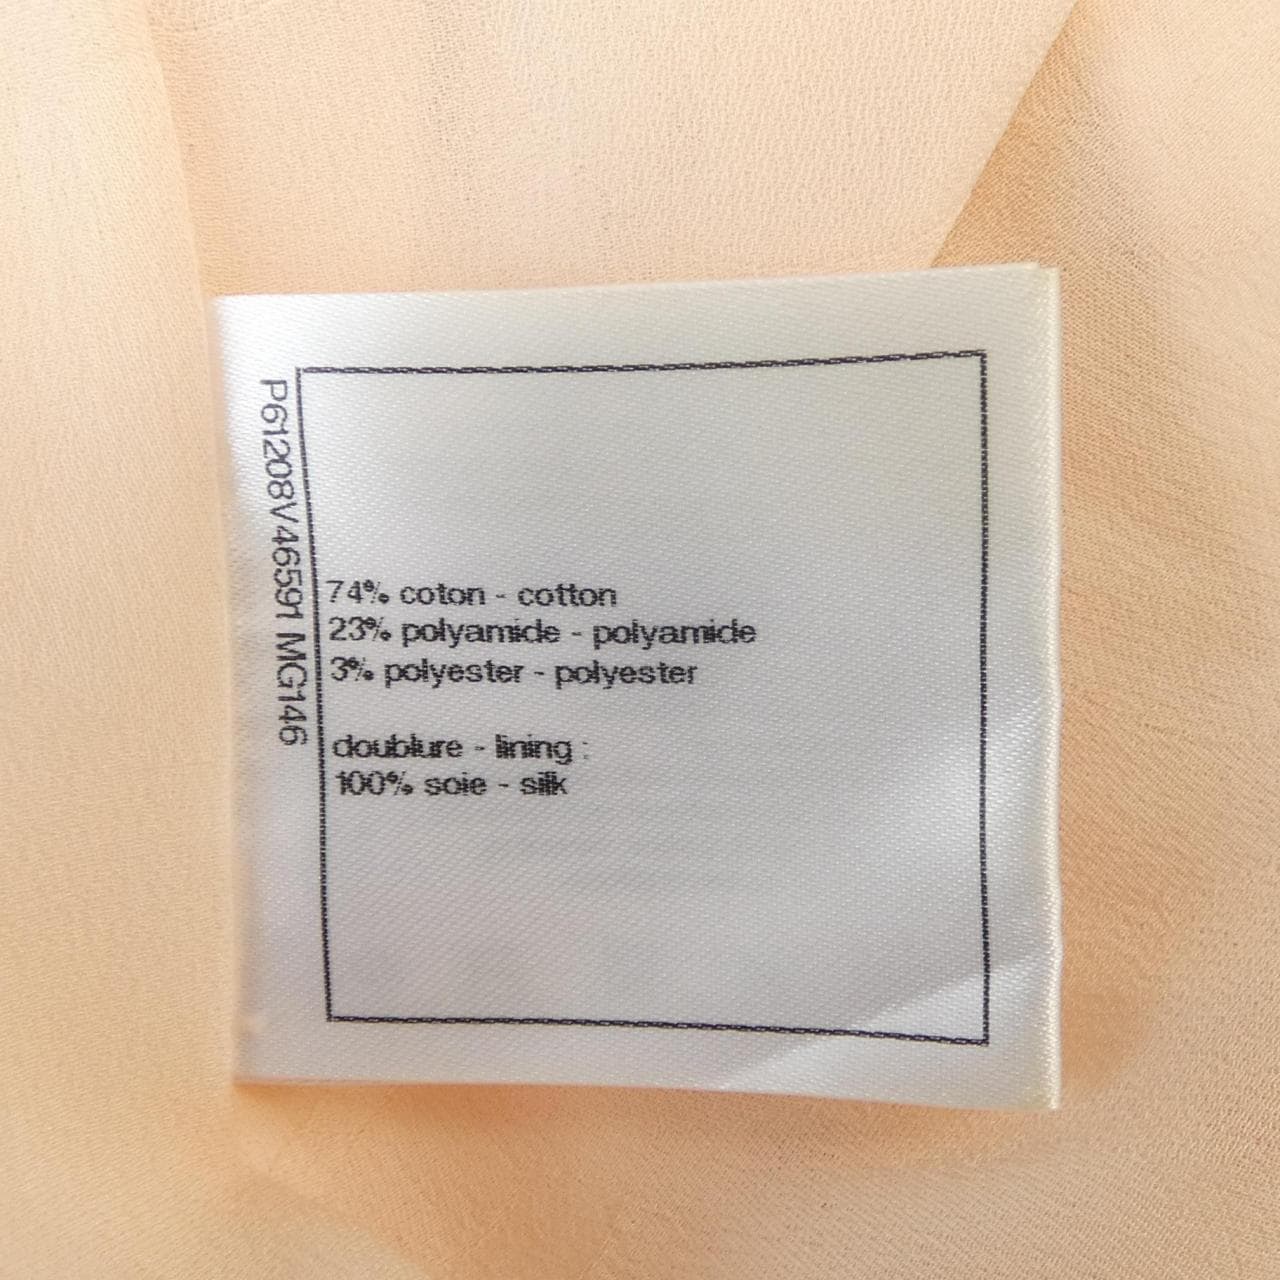 P61208V46591 MG146
74% coton - cotton
23% polyamide - polyamide
3% polyester - polyester
doublure - lining :
100% soie - silk